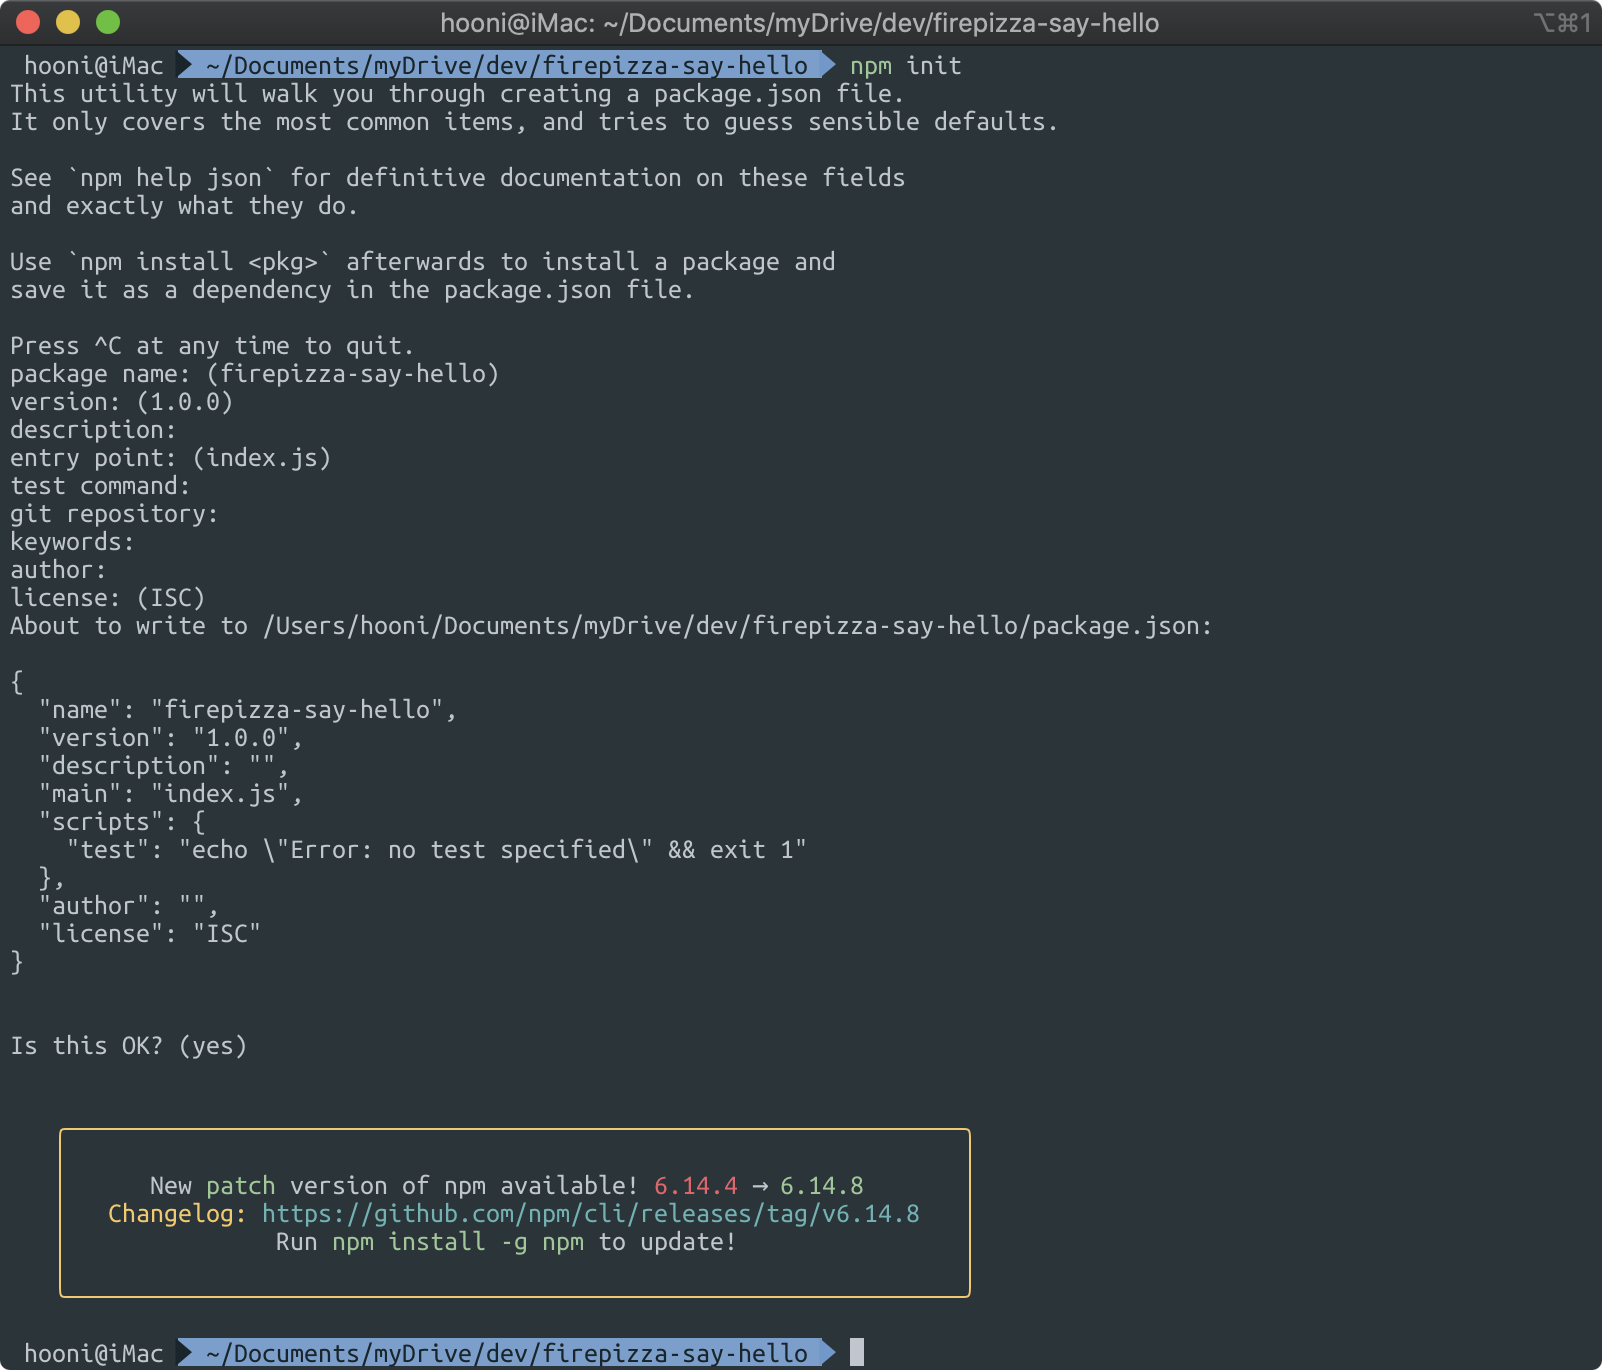 hooni@iMac: ~/Documents/myDrive/dev/firepizza-say-hello ⌥⌘1
hooni@iMac ~/Documents/myDrive/dev/firepizza-say-hello npm init
This utility will walk you through creating a package.json file.
It only covers the most common items, and tries to guess sensible defaults.
See `npm help json` for definitive documentation on these fields
and exactly what they do.
Use `npm install <pkg>` afterwards to install a package and
save it as a dependency in the package.json file.
Press ^C at any time to quit.
package name: (firepizza-say-hello)
version: (1.0.0)
description:
entry point: (index.js)
test command:
git repository:
keywords:
author:
license: (ISC)
About to write to /Users/hooni/Documents/myDrive/dev/firepizza-say-hello/package.json:
{
  "name": "firepizza-say-hello",
  "version": "1.0.0",
  "description": "",
  "main": "index.js",
  "scripts": {
    "test": "echo \"Error: no test specified\" && exit 1"
  },
  "author": "",
  "license": "ISC"
}
Is this OK? (yes)
New patch version of npm available! 6.14.4 → 6.14.8
Changelog: https://github.com/npm/cli/releases/tag/v6.14.8
Run npm install -g npm to update!
hooni@iMac ~/Documents/myDrive/dev/firepizza-say-hello